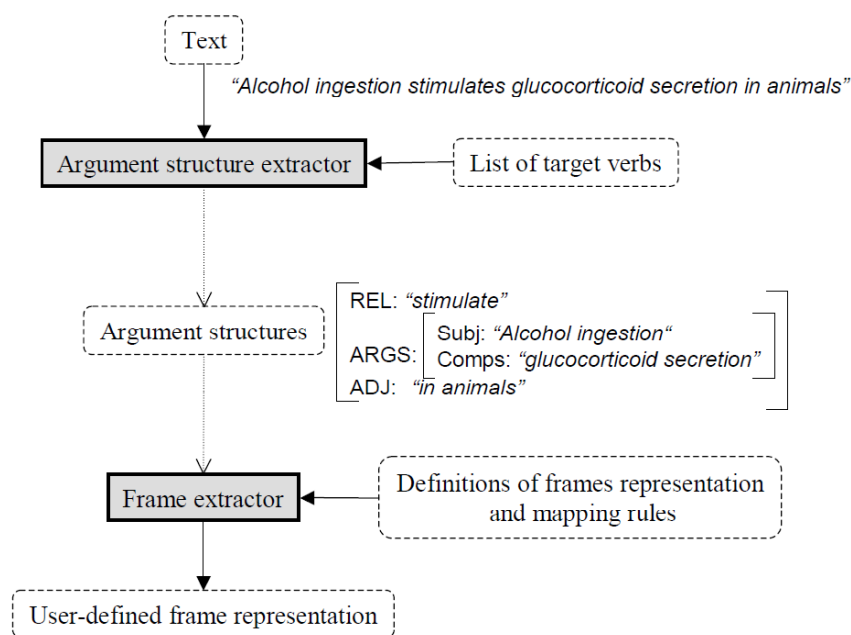 Text
“Alcohol ingestion stimulates glucocorticoid secretion in animals”
Argument structure extractor
List of target verbs
Argument structures
REL: “stimulate”
ARGS:
Subj: “Alcohol ingestion“
Comps: “glucocorticoid secretion”
ADJ: “in animals”
Frame extractor
Definitions of frames representation
and mapping rules
User-defined frame representation